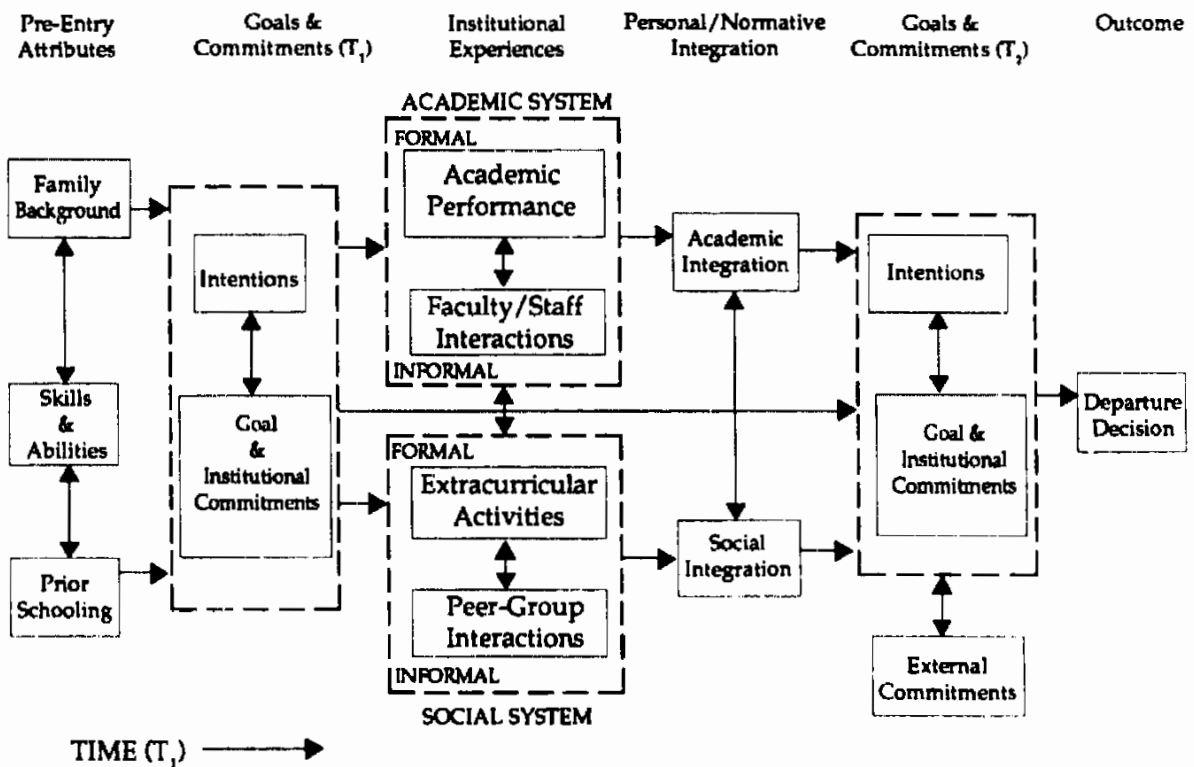 Pre-Entry
Attributes
Goals &
Commitments (T₁)
Institutional
Experiences
Personal/Normative
Integration
Goals &
Commitments (T₂)
Outcome
ACADEMIC SYSTEM
FORMAL
Academic
Performance
Faculty/Staff
Interactions
INFORMAL
Family
Background
Skills
&
Abilities
Prior
Schooling
Intentions
Goal
&
Institutional
Commitments
FORMAL
Extracurricular
Activities
Peer-Group
Interactions
INFORMAL
SOCIAL SYSTEM
Academic
Integration
Social
Integration
Intentions
Goal &
Institutional
Commitments
External
Commitments
Departure
Decision
TIME (T₁)